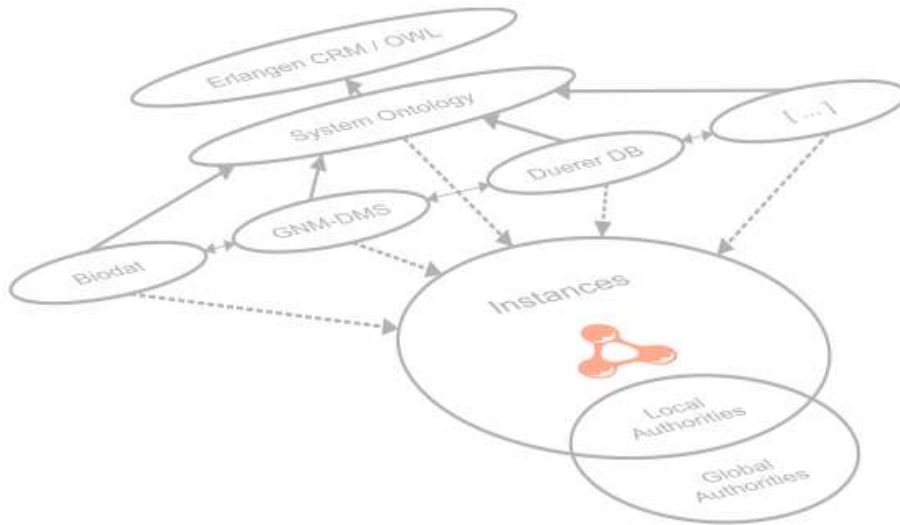 Erlangen CRM / OWL
System Ontology
[ ... ]
Duerer DB
GNM-DMS
Biodat
Instances
Local
Authorities
Global
Authorities